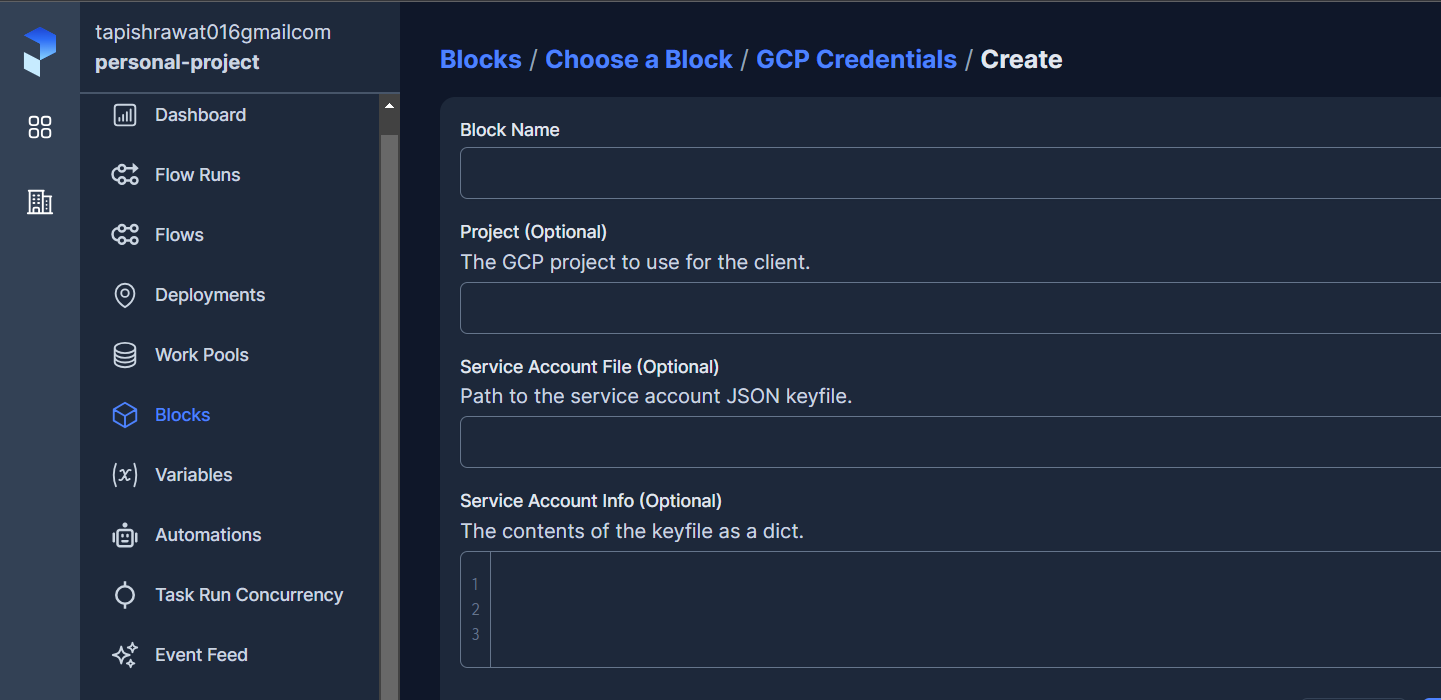 tapishrawat016gmailcom
personal-project
Dashboard
Flow Runs
Flows
Deployments
Work Pools
Blocks
Variables
Automations
Task Run Concurrency
Event Feed
Blocks / Choose a Block / GCP Credentials / Create
Block Name
Project (Optional)
The GCP project to use for the client.
Service Account File (Optional)
Path to the service account JSON keyfile.
Service Account Info (Optional)
The contents of the keyfile as a dict.
1
2
3